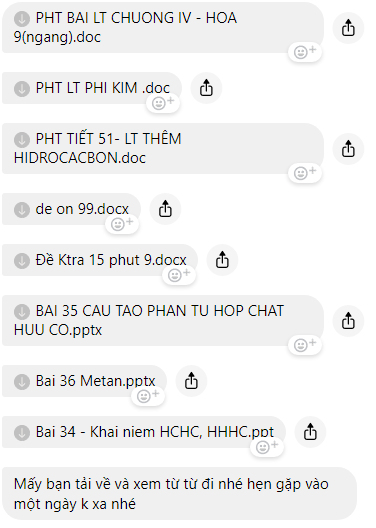 PHT BAI LT CHUONG IV - HOA
9(ngang).doc
PHT LT PHI KIM .doc
PHT TIẾT 51- LT THÊM
HIDROCACBON.doc
de on 99.docx
Đề Ktra 15 phut 9.docx
BAI 35 CAU TAO PHAN TU HOP CHAT
HUU CO.pptx
Bai 36 Metan.pptx
Bai 34 - Khai niem HCHC, HHHC.ppt
Mấy bạn tải về và xem từ từ đi nhé hẹn gặp vào
một ngày k xa nhé